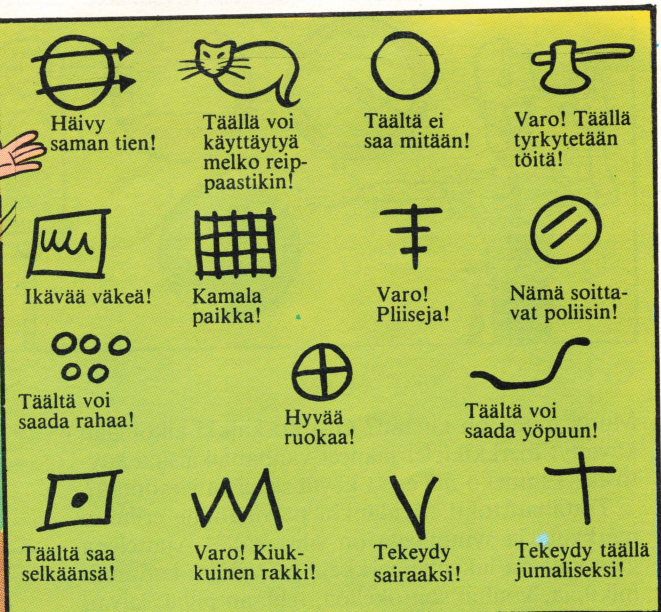 Häivy
saman tien!
Täällä voi
käyttäytyä
melko reip-
paastikin!
Täältä ei
saa mitään!
Varo! Täällä
tyrkytetään
töitä!
Ikävää väkeä!
Kamala
paikka!
Varo!
Pliiseja!
Nämä soitta-
vat poliisin!
Täältä voi
saada rahaa!
Hyvää
ruokaa!
Täältä voi
saada yöpuun!
Täältä saa
selkäänsä!
Varo! Kiuk-
kuinen rakki!
Tekeydy
sairaaksi!
Tekeydy täällä
jumaliseksi!